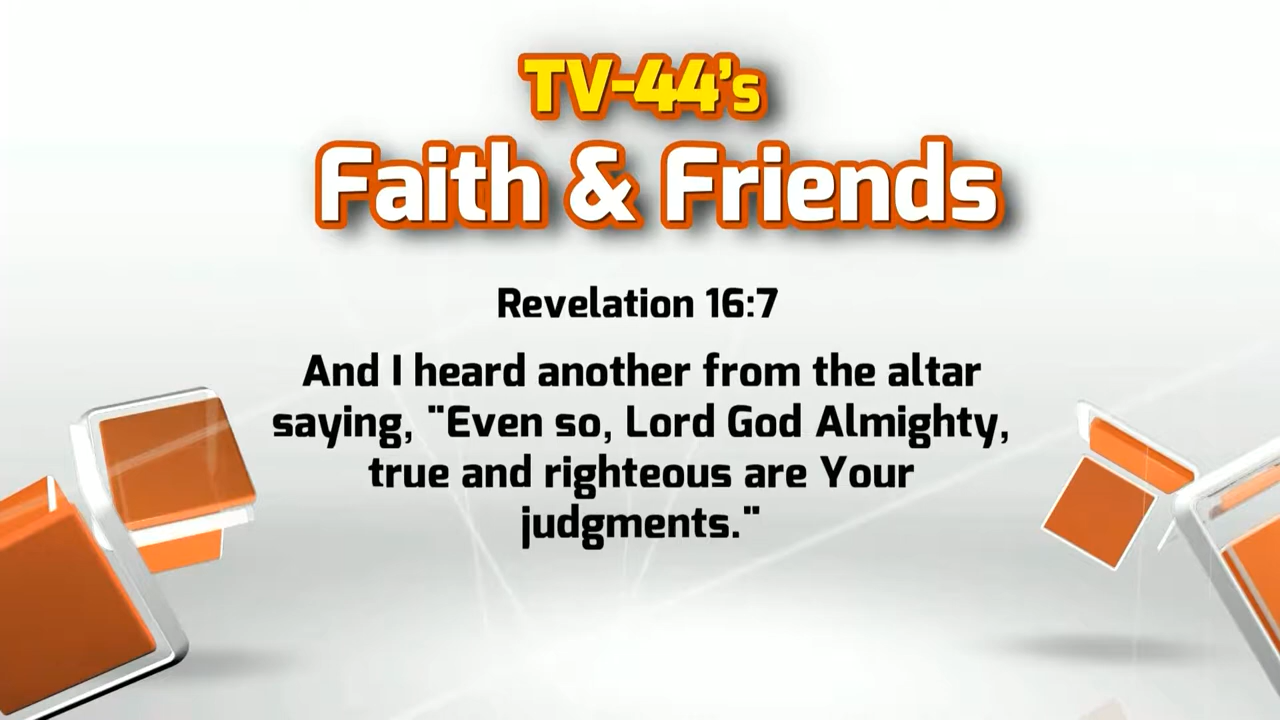 TV-44's
Faith & Friends
Revelation 16:7
And I heard another from the altar
saying, "Even so, Lord God Almighty,
true and righteous are Your
judgments."